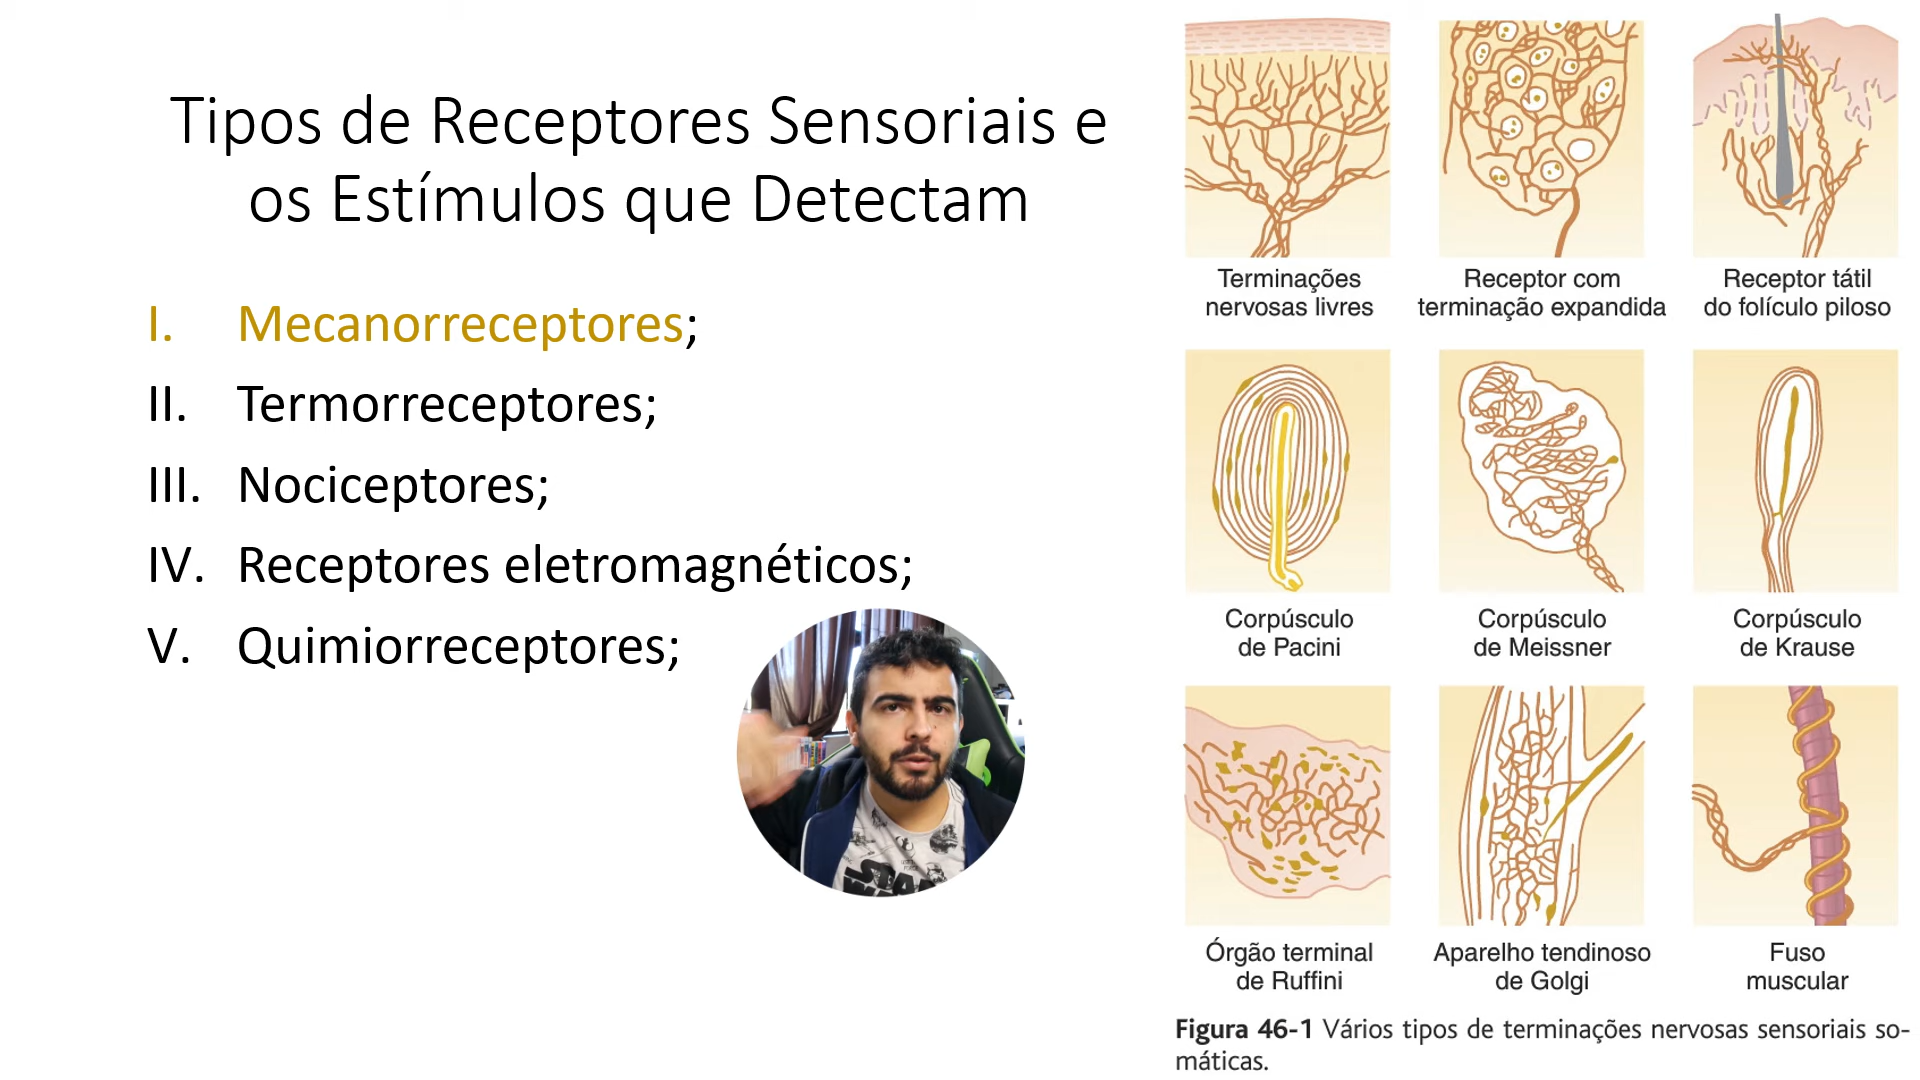 Tipos de Receptores Sensoriais e
os Estímulos que Detectam
I. Mecanorreceptores;
II. Termorreceptores;
III. Nociceptores;
IV. Receptores eletromagnéticos;
V. Quimiorreceptores;
Terminações
nervosas livres
Receptor com
terminação expandida
Receptor tátil
do folículo piloso
Corpúsculo
de Pacini
Corpúsculo
de Meissner
Corpúsculo
de Krause
Órgão terminal
de Ruffini
Aparelho tendinoso
de Golgi
Fuso
muscular
Figura 46-1 Vários tipos de terminações nervosas sensoriais so-
máticas.